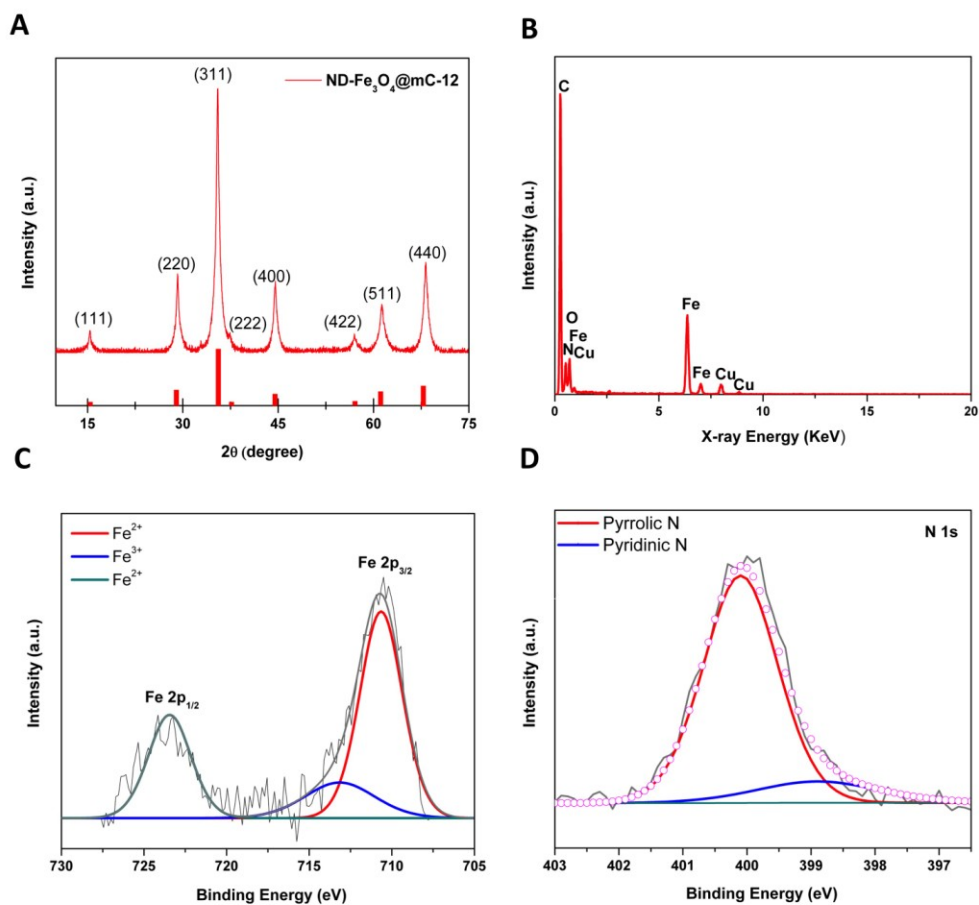 A
ND-Fe₃O₄@mC-12
(311)
(220)
(440)
(400)
(511)
(111)
(222)
(422)
Intensity (a.u.)
15 30 45 60 75
2θ (degree)
B
C
O
Fe
N Cu
Fe
Fe Cu
Cu
Intensity (a.u.)
0 5 10 15 20
X-ray Energy (KeV)
C
Fe²⁺
Fe³⁺
Fe²⁺
Fe 2p₃/₂
Fe 2p₁/₂
Intensity (a.u.)
730 725 720 715 710 705
Binding Energy (eV)
D
Pyrrolic N
Pyridinic N
N 1s
Intensity (a.u.)
403 402 401 400 399 398 397
Binding Energy (eV)